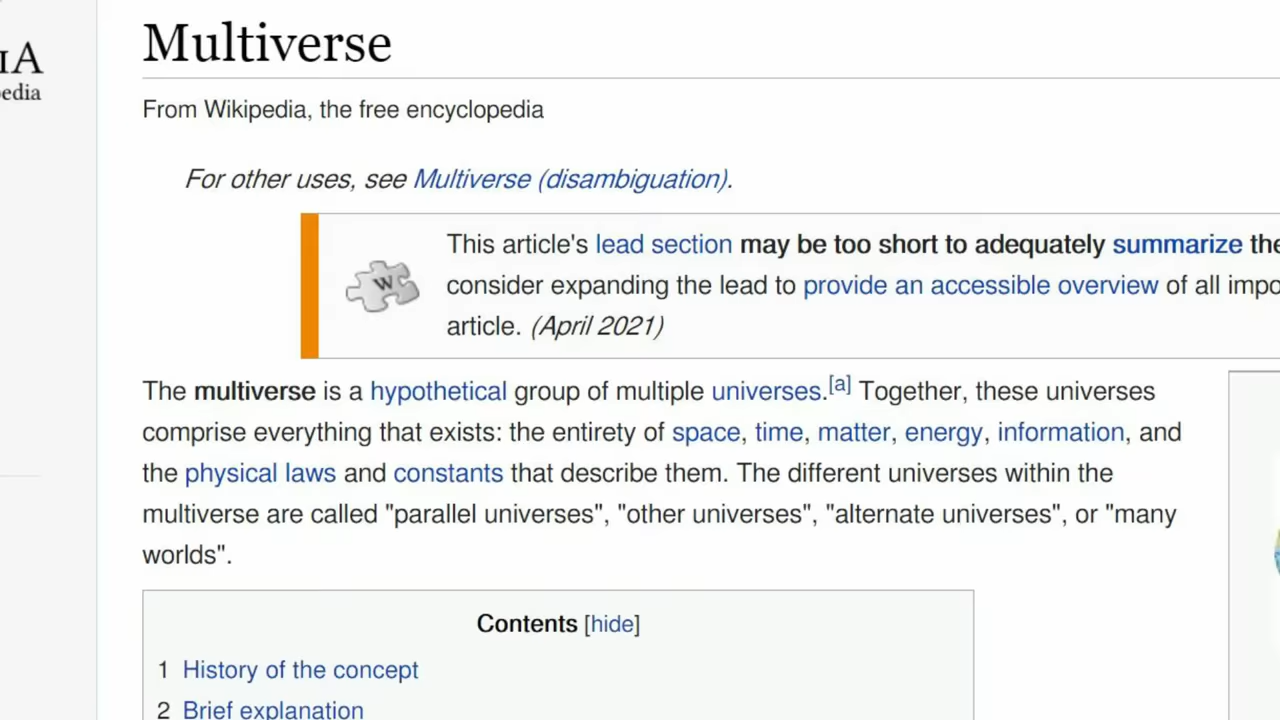 Multiverse
From Wikipedia, the free encyclopedia
For other uses, see Multiverse (disambiguation).
This article's lead section may be too short to adequately summarize the
consider expanding the lead to provide an accessible overview of all impo
article. (April 2021)
W
The multiverse is a hypothetical group of multiple universes.[a] Together, these universes
comprise everything that exists: the entirety of space, time, matter, energy, information, and
the physical laws and constants that describe them. The different universes within the
multiverse are called "parallel universes", "other universes", "alternate universes", or "many
worlds".
Contents [hide]
1 History of the concept
2 Brief explanation
IA
pedia